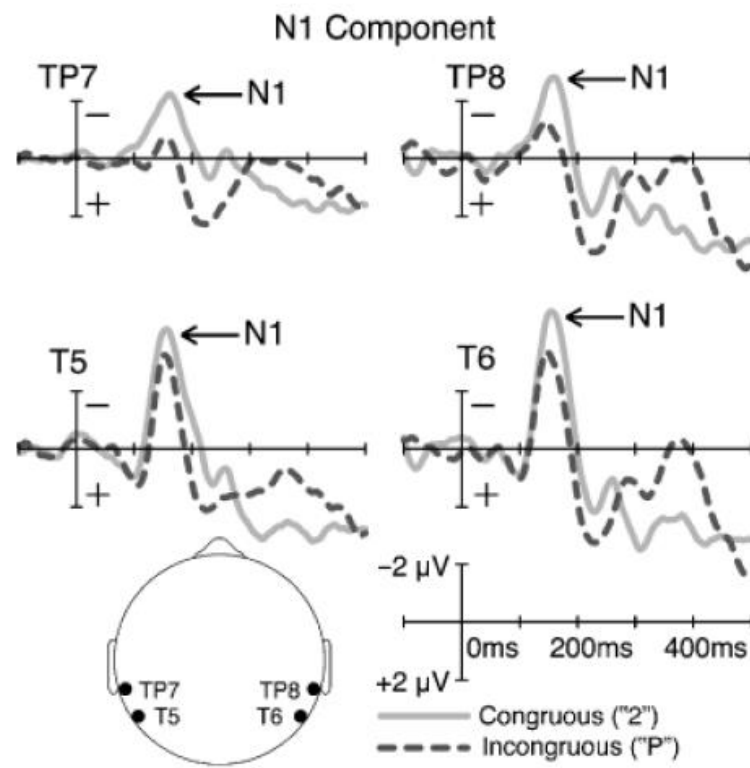 N1 Component
TP7
N1
TP8
N1
−
+
−
+
T5
N1
T6
N1
−
+
−
+
−2 µV
0ms 200ms 400ms
+2 µV
TP7 TP8
T5 T6
Congruous ("2")
Incongruous ("P")